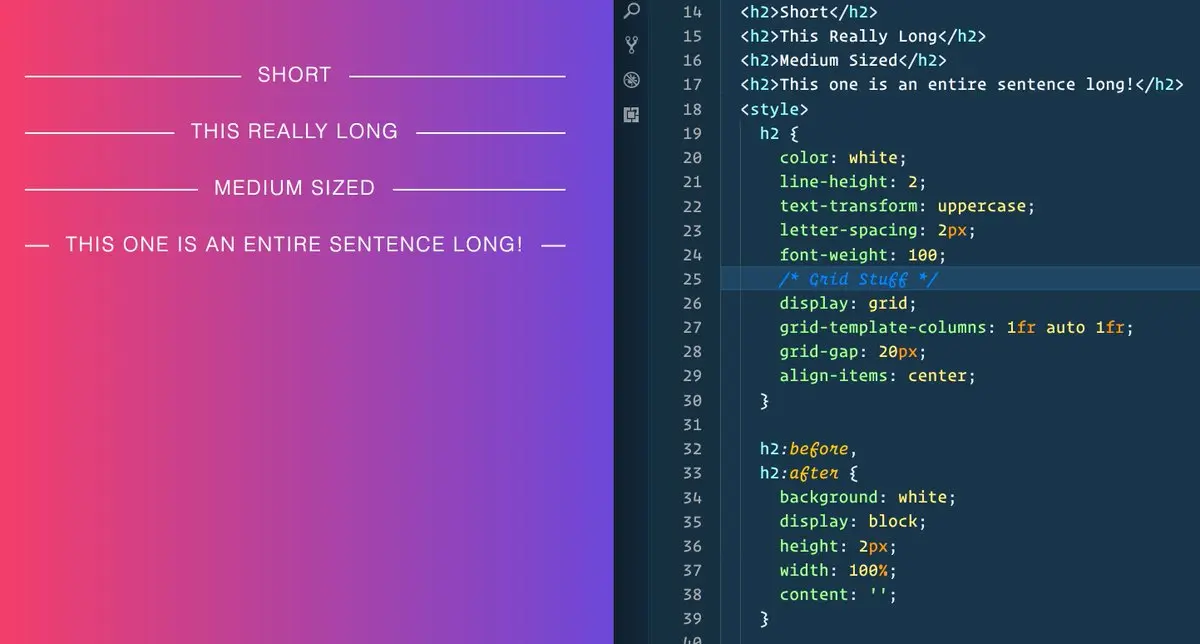 SHORT
THIS REALLY LONG
MEDIUM SIZED
THIS ONE IS AN ENTIRE SENTENCE LONG!
14 <h2>Short</h2>
15 <h2>This Really Long</h2>
16 <h2>Medium Sized</h2>
17 <h2>This one is an entire sentence long!</h2>
18 <style>
19 h2 {
20 color: white;
21 line-height: 2;
22 text-transform: uppercase;
23 letter-spacing: 2px;
24 font-weight: 100;
25 /* Grid Stuff */
26 display: grid;
27 grid-template-columns: 1fr auto 1fr;
28 grid-gap: 20px;
29 align-items: center;
30 }
31
32 h2:before,
33 h2:after {
34 background: white;
35 display: block;
36 height: 2px;
37 width: 100%;
38 content: '';
39 }
40